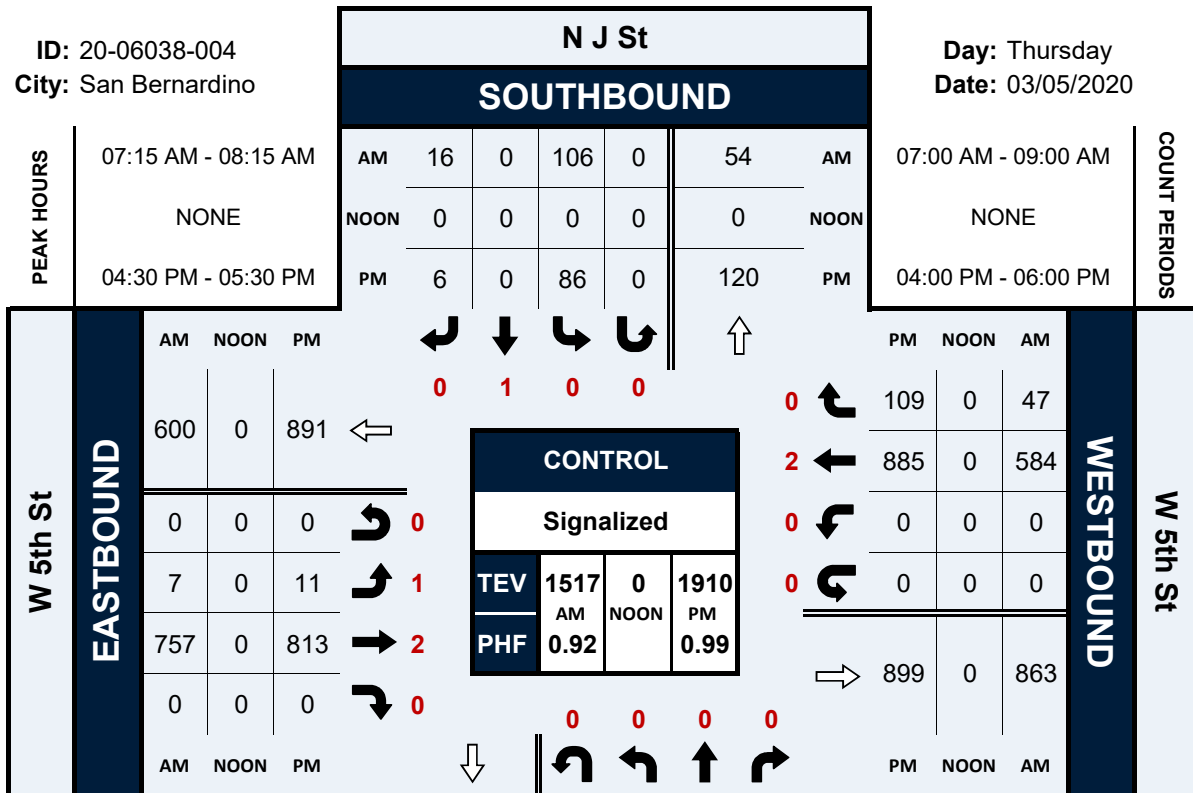 ID: 20-06038-004
City: San Bernardino
N J St
SOUTHBOUND
Day: Thursday
Date: 03/05/2020
PEAK HOURS
07:15 AM - 08:15 AM
NONE
04:30 PM - 05:30 PM
AM 16 0 106 0 54 AM
NOON 0 0 0 0 0 NOON
PM 6 0 86 0 120 PM
07:00 AM - 09:00 AM
NONE
04:00 PM - 06:00 PM
COUNT PERIODS
0 1 0 0
W 5th St
EASTBOUND
AM NOON PM
600 0 891
0 0 0 0
7 0 11 1
757 0 813 2
0 0 0 0
AM NOON PM
CONTROL
Signalized
TEV 1517 0 1910
AM NOON PM
PHF 0.92 0.99
PM NOON AM
0 109 0 47
2 885 0 584
0 0 0 0
0 0 0 0
899 0 863
PM NOON AM
WESTBOUND
W 5th St
0 0 0 0